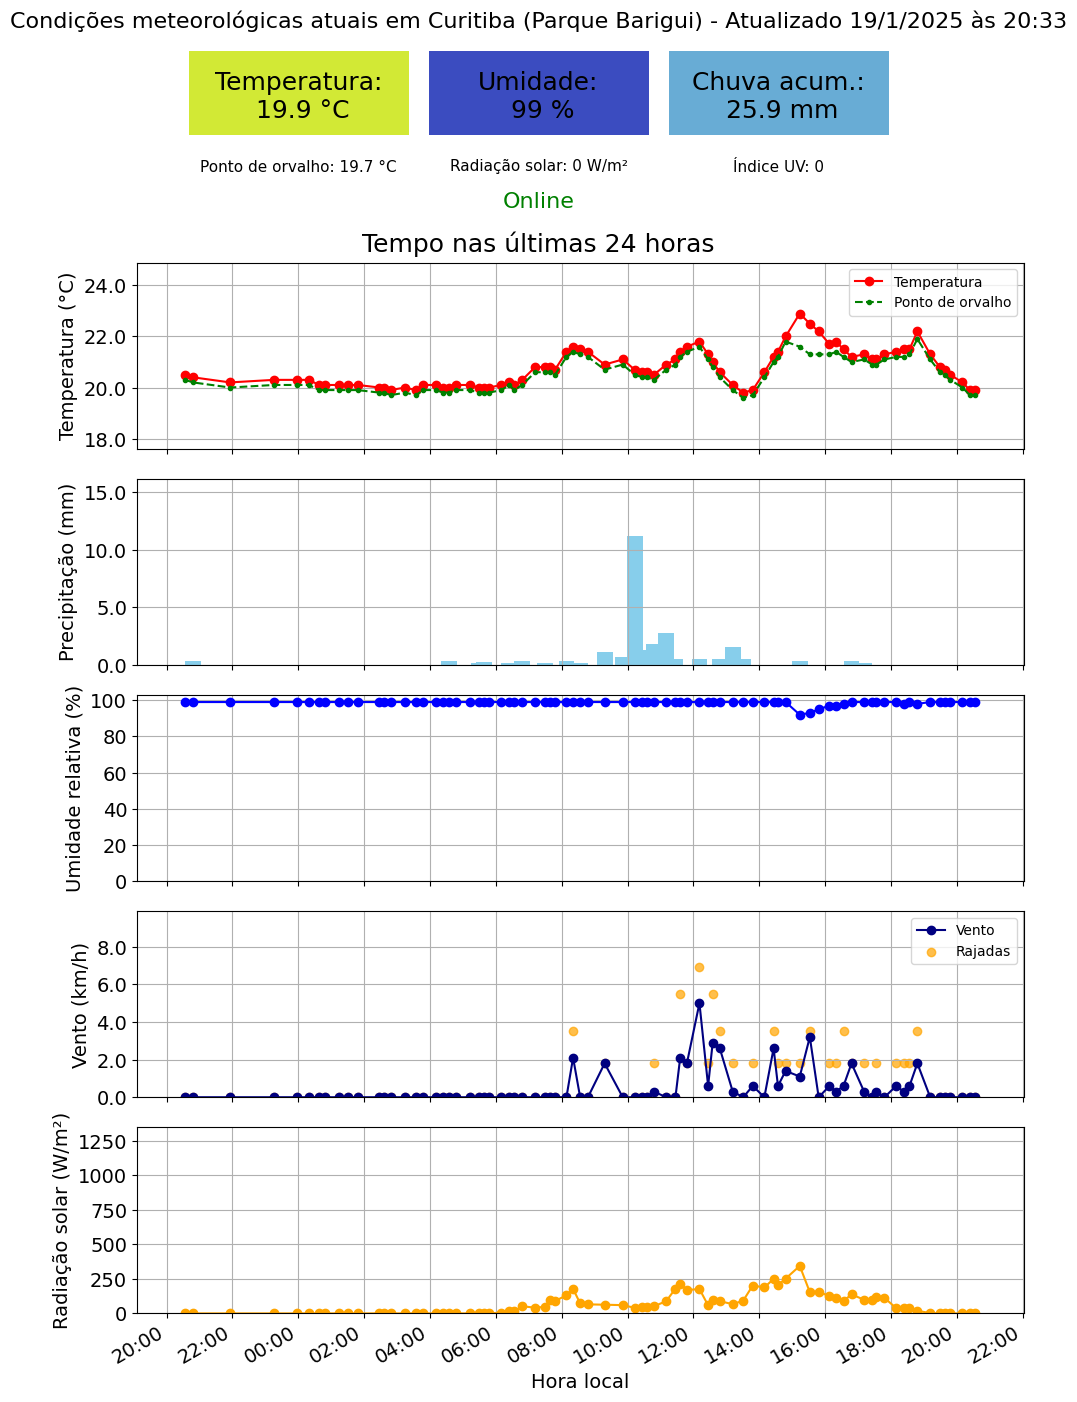 Condições meteorológicas atuais em Curitiba (Parque Barigui) - Atualizado 19/1/2025 às 20:33
Temperatura:
19.9 °C
Umidade:
99 %
Chuva acum.:
25.9 mm
Ponto de orvalho: 19.7 °C
Radiação solar: 0 W/m²
Índice UV: 0
Online
Tempo nas últimas 24 horas
Temperatura (°C)
24.0
22.0
20.0
18.0
Temperatura
Ponto de orvalho
Precipitação (mm)
15.0
10.0
5.0
0.0
Umidade relativa (%)
100
80
60
40
20
0
Vento (km/h)
8.0
6.0
4.0
2.0
0.0
Vento
Rajadas
Radiação solar (W/m²)
1250
1000
750
500
250
0
20:00
22:00
00:00
02:00
04:00
06:00
08:00
10:00
12:00
14:00
16:00
18:00
20:00
22:00
Hora local